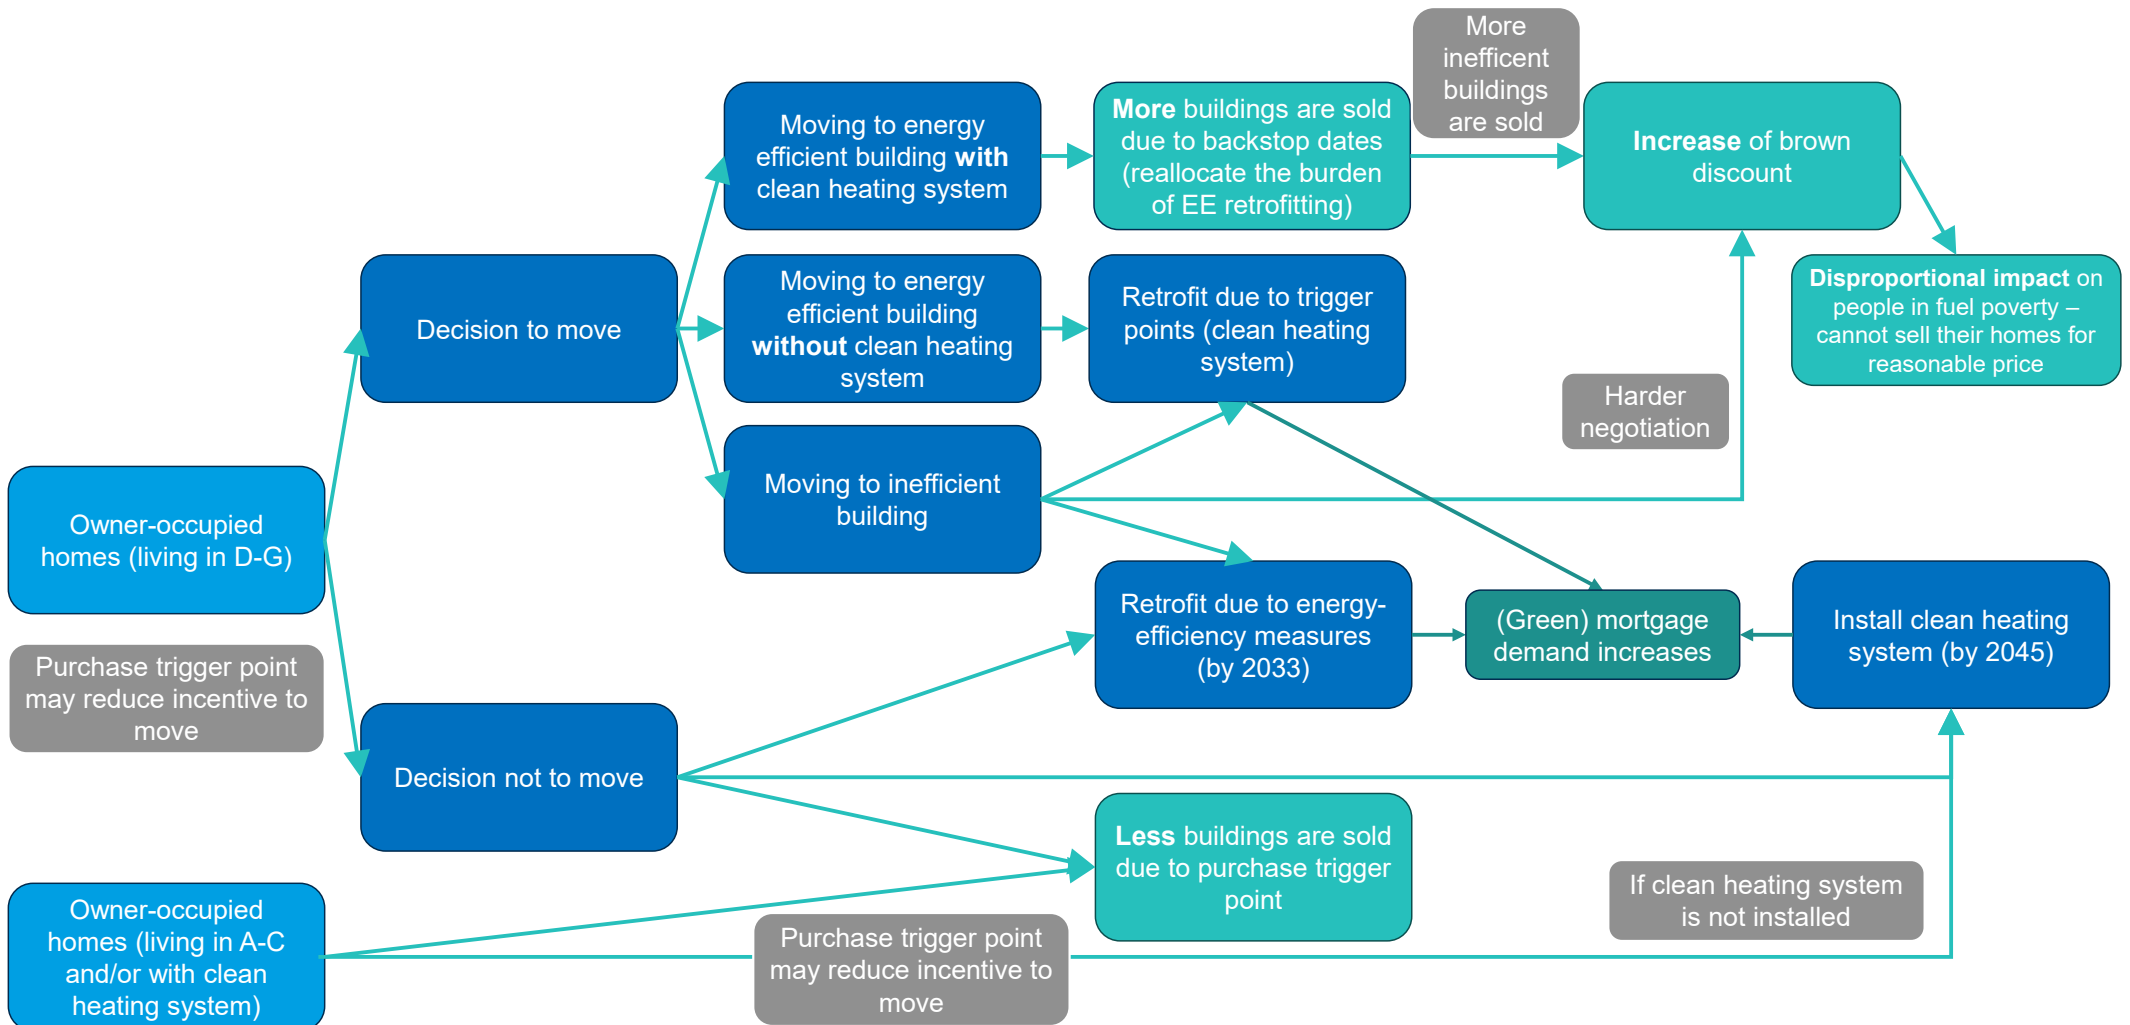 More
inefficent
buildings
are sold
Moving to energy
efficient building with
clean heating system
More buildings are sold
due to backstop dates
(reallocate the burden
of EE retrofitting)
Increase of brown
discount
Decision to move
Moving to energy
efficient building
without clean heating
system
Retrofit due to trigger
points (clean heating
system)
Disproportional impact on
people in fuel poverty –
cannot sell their homes for
reasonable price
Harder
negotiation
Owner-occupied
homes (living in D-G)
Moving to inefficient
building
Purchase trigger point
may reduce incentive to
move
Retrofit due to energy-
efficiency measures
(by 2033)
(Green) mortgage
demand increases
Install clean heating
system (by 2045)
Decision not to move
Less buildings are sold
due to purchase trigger
point
If clean heating system
is not installed
Owner-occupied
homes (living in A-C
and/or with clean
heating system)
Purchase trigger point
may reduce incentive to
move